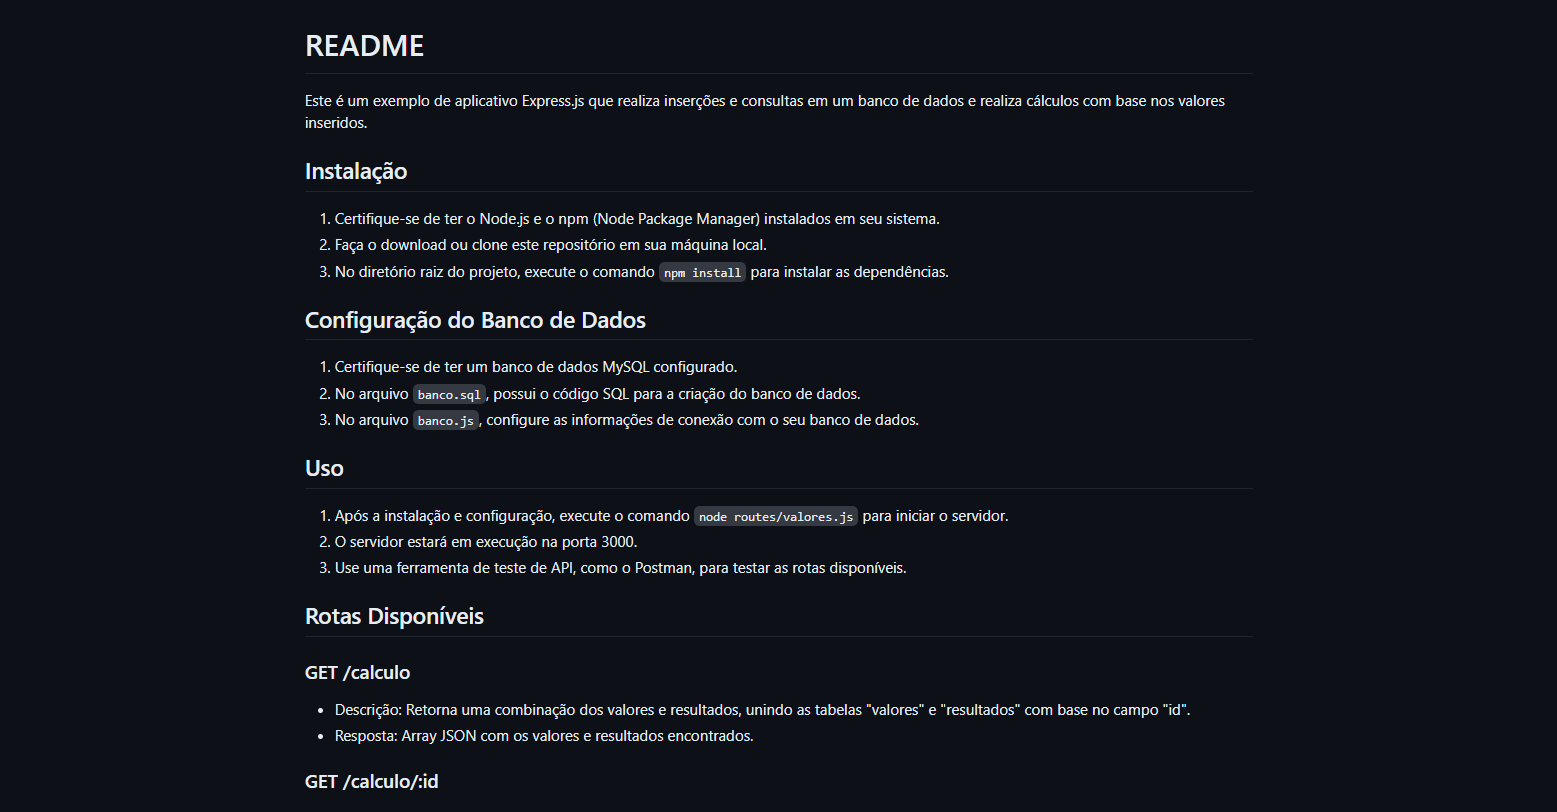 README
Este é um exemplo de aplicativo Express.js que realiza inserções e consultas em um banco de dados e realiza cálculos com base nos valores
inseridos.
Instalação
1. Certifique-se de ter o Node.js e o npm (Node Package Manager) instalados em seu sistema.
2. Faça o download ou clone este repositório em sua máquina local.
3. No diretório raiz do projeto, execute o comando npm install para instalar as dependências.
Configuração do Banco de Dados
1. Certifique-se de ter um banco de dados MySQL configurado.
2. No arquivo banco.sql, possui o código SQL para a criação do banco de dados.
3. No arquivo banco.js, configure as informações de conexão com o seu banco de dados.
Uso
1. Após a instalação e configuração, execute o comando node routes/valores.js para iniciar o servidor.
2. O servidor estará em execução na porta 3000.
3. Use uma ferramenta de teste de API, como o Postman, para testar as rotas disponíveis.
Rotas Disponíveis
GET /calculo
• Descrição: Retorna uma combinação dos valores e resultados, unindo as tabelas "valores" e "resultados" com base no campo "id".
• Resposta: Array JSON com os valores e resultados encontrados.
GET /calculo/:id